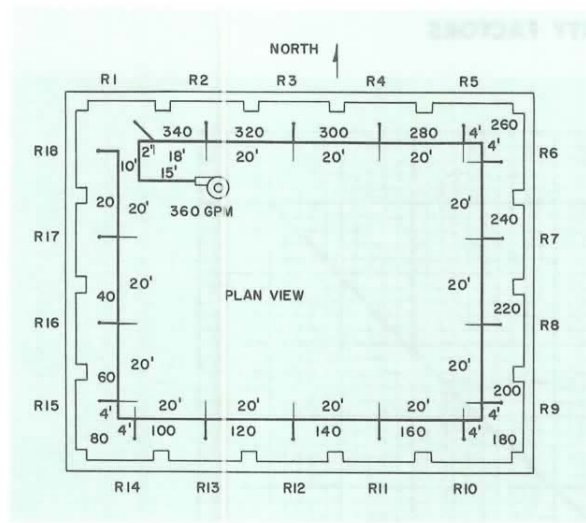 NORTH
R1 R2 R3 R4 R5
340 320 300 280 4' 260
R18 2' 18' 20' 20' 20' 4' R6
10' 15'
20 20' C 20' 240
360 GPM
R17 R7
40 20' PLAN VIEW 20' 220
R16 R8
60 20' 20' 200
R15 4' 20' 20' 20' 20' 4' R9
80 4' 100 120 140 160 4' 180
R14 R13 R12 R11 R10